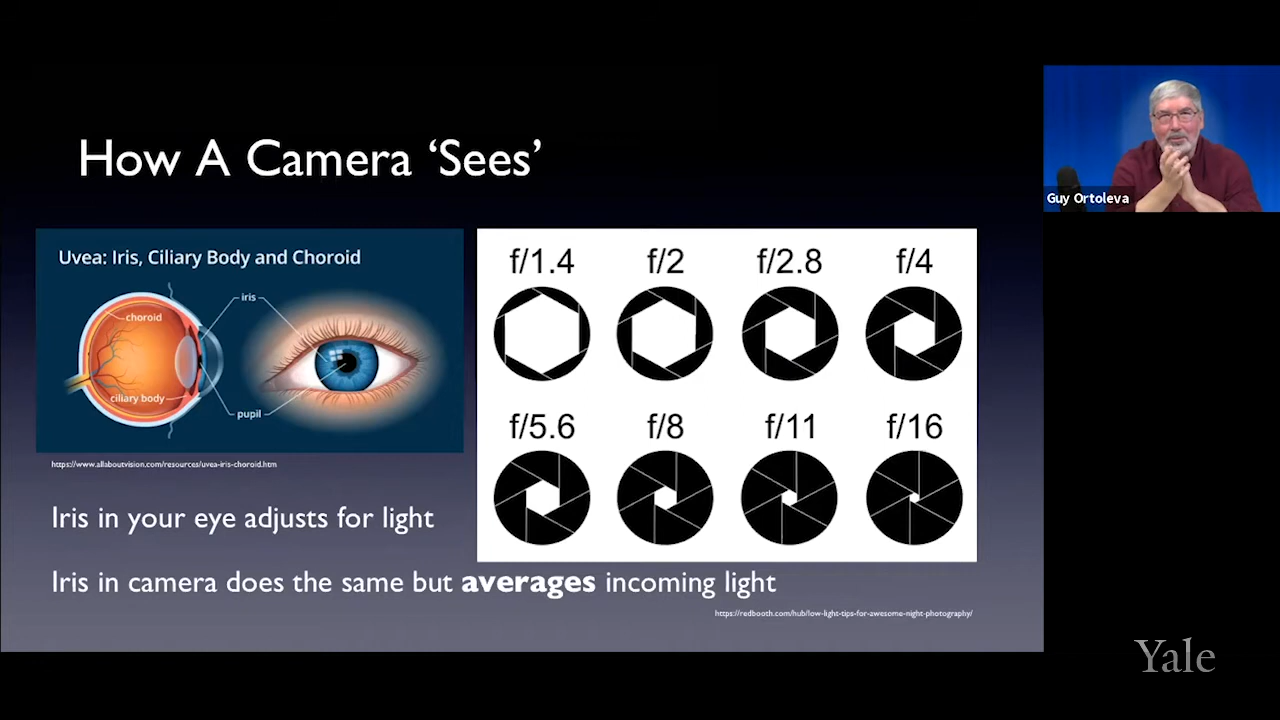 How A Camera ‘Sees’
Guy Ortoleva
Uvea: Iris, Ciliary Body and Choroid
iris
choroid
ciliary body
pupil
https://www.allaboutvision.com/resources/uvea-iris-choroid.htm
f/1.4 f/2 f/2.8 f/4
f/5.6 f/8 f/11 f/16
Iris in your eye adjusts for light
Iris in camera does the same but averages incoming light
https://redbooth.com/hub/low-light-tips-for-awesome-night-photography/
Yale